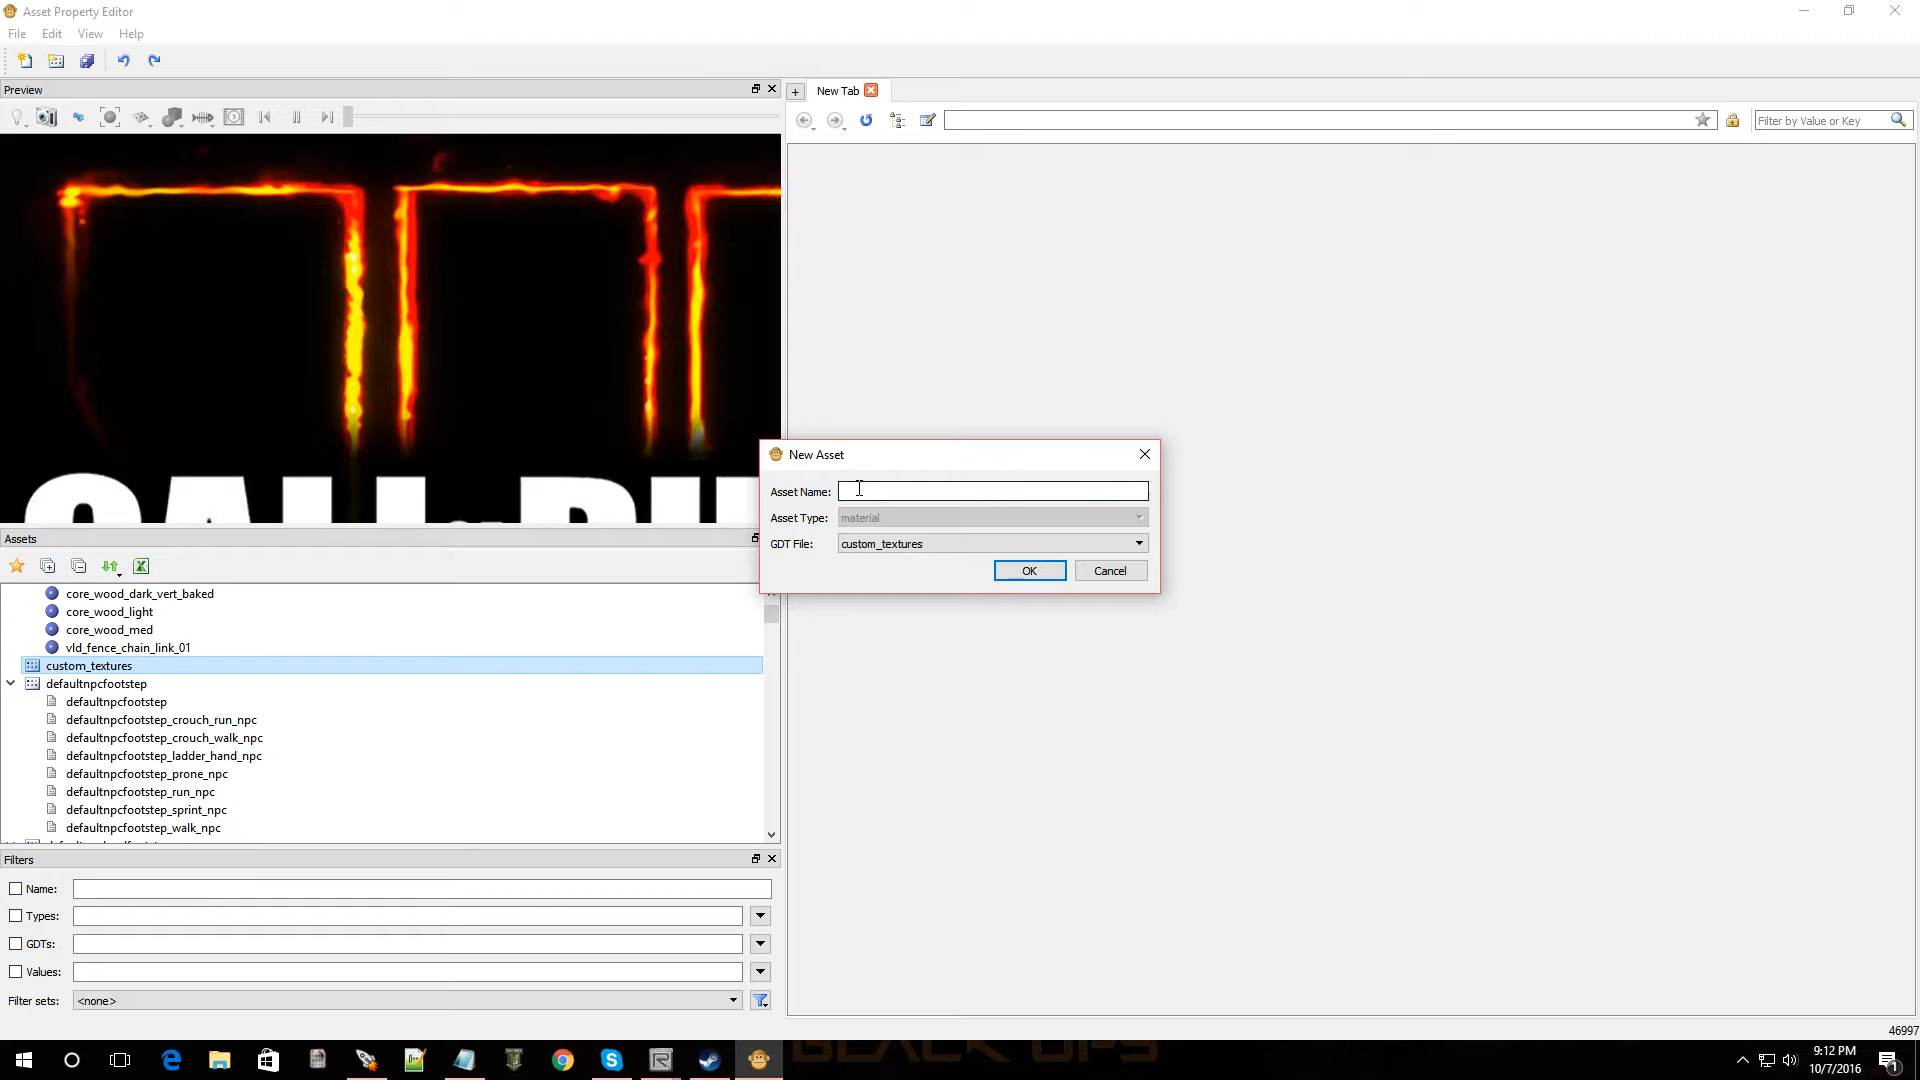 Asset Property Editor
File Edit View Help
Preview
New Tab
Filter by Value or Key
New Asset
Asset Name:
Asset Type: material
GDT File: custom_textures
OK Cancel
Assets
core_wood_dark_vert_baked
core_wood_light
core_wood_med
vld_fence_chain_link_01
custom_textures
defaultnpcfootstep
defaultnpcfootstep
defaultnpcfootstep_crouch_run_npc
defaultnpcfootstep_crouch_walk_npc
defaultnpcfootstep_ladder_hand_npc
defaultnpcfootstep_prone_npc
defaultnpcfootstep_run_npc
defaultnpcfootstep_sprint_npc
defaultnpcfootstep_walk_npc
Filters
Name:
Types:
GDTs:
Values:
Filter sets: <none>
46997
BLACK OPS
9:12 PM
10/7/2016
1